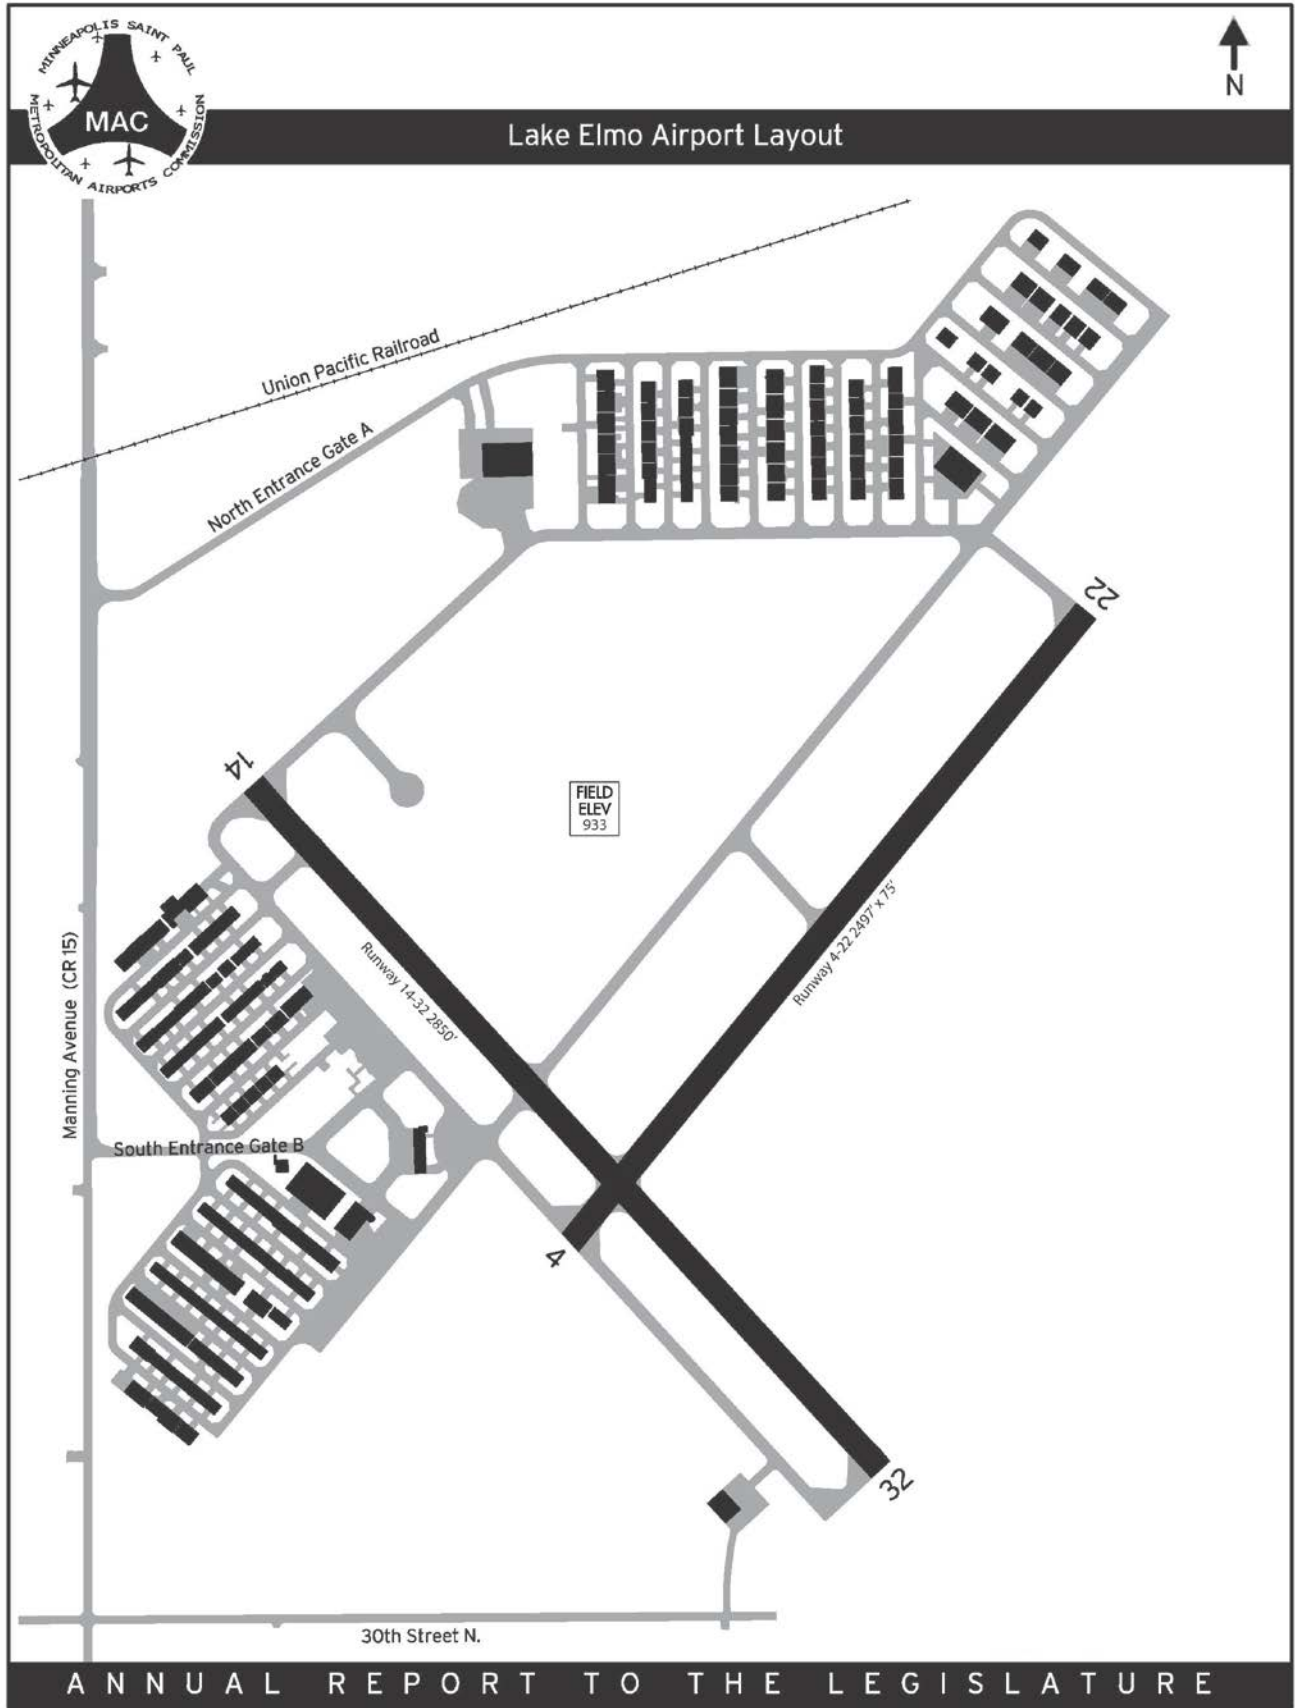 MINNEAPOLIS SAINT PAUL
METROPOLITAN AIRPORTS COMMISSION
MAC
N
Lake Elmo Airport Layout
Union Pacific Railroad
North Entrance Gate A
22
14
FIELD
ELEV
933
Runway 4-22 2497' x 75'
Runway 14-32 2850'
Manning Avenue (CR 15)
South Entrance Gate B
4
32
30th Street N.
ANNUAL REPORT TO THE LEGISLATURE